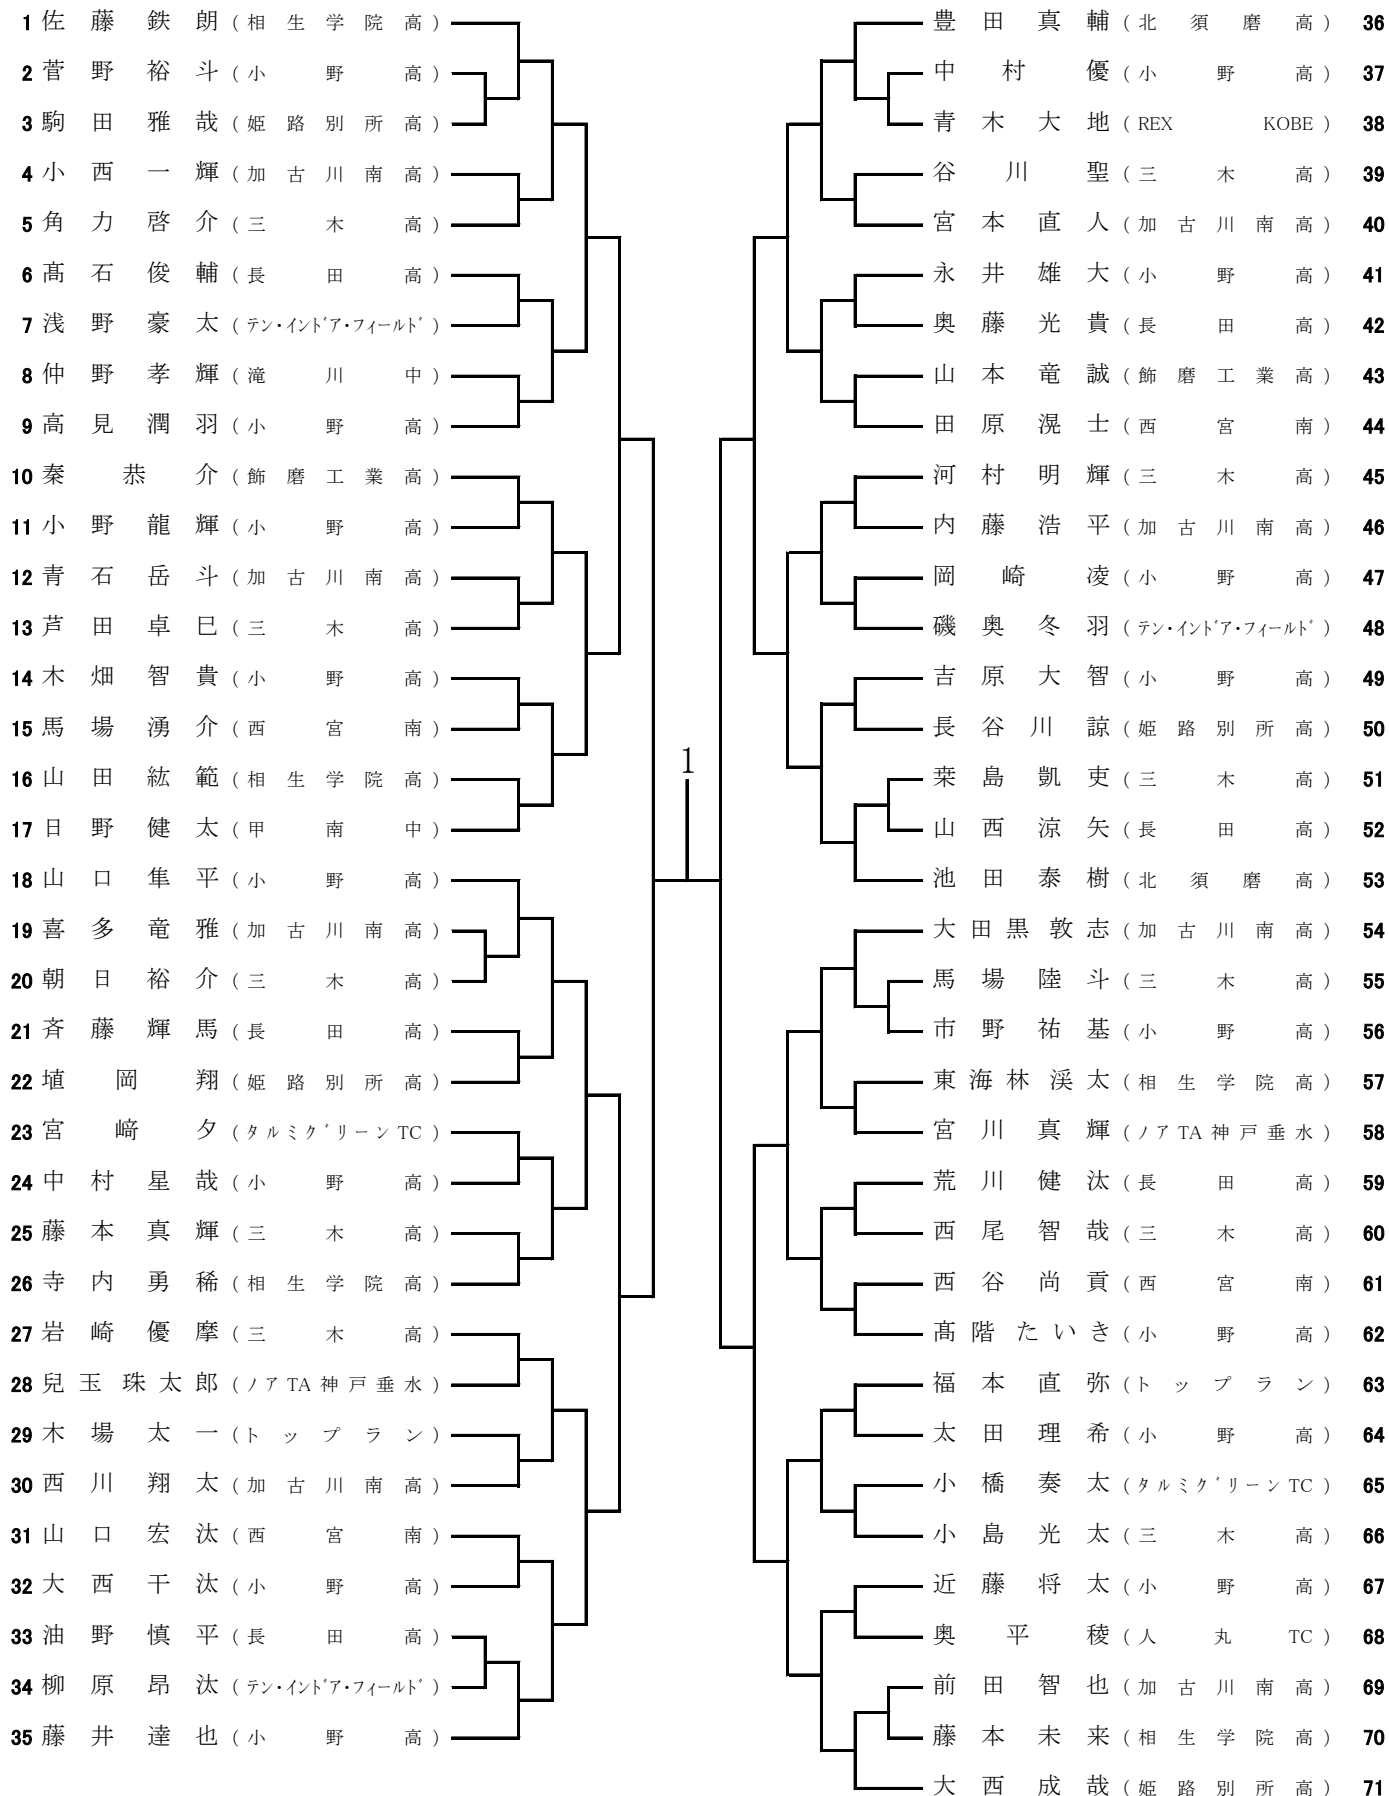 1 佐藤鉄朗 (相生学院高)
2 菅野裕斗 (小野高)
3 駒田雅哉 (姫路別所高)
4 小西一輝 (加古川南高)
5 角力啓介 (三木高)
6 髙石俊輔 (長田高)
7 浅野豪太 (テン・インドア・フィールド)
8 仲野孝輝 (滝川中)
9 高見潤羽 (小野高)
10 秦恭介 (飾磨工業高)
11 小野龍輝 (小野高)
12 青石岳斗 (加古川南高)
13 芦田卓巳 (三木高)
14 木畑智貴 (小野高)
15 馬場湧介 (西宮南)
16 山田紘範 (相生学院高)
17 日野健太 (甲南中)
18 山口隼平 (小野高)
19 喜多竜雅 (加古川南高)
20 朝日裕介 (三木高)
21 斉藤輝馬 (長田高)
22 埴岡翔 (姫路別所高)
23 宮﨑夕 (タルミグリーンTC)
24 中村星哉 (小野高)
25 藤本真輝 (三木高)
26 寺内勇稀 (相生学院高)
27 岩崎優摩 (三木高)
28 兒玉珠太郎 (ノアTA神戸垂水)
29 木場太一 (トップラン)
30 西川翔太 (加古川南高)
31 山口宏汰 (西宮南)
32 大西干汰 (小野高)
33 油野慎平 (長田高)
34 柳原昂汰 (テン・インドア・フィールド)
35 藤井達也 (小野高)
1
豊田真輔 (北須磨高) 36
中村優 (小野高) 37
青木大地 (REX KOBE) 38
谷川聖 (三木高) 39
宮本直人 (加古川南高) 40
永井雄大 (小野高) 41
奥藤光貴 (長田高) 42
山本竜誠 (飾磨工業高) 43
田原滉士 (西宮南) 44
河村明輝 (三木高) 45
内藤浩平 (加古川南高) 46
岡崎凌 (小野高) 47
磯奥冬羽 (テン・インドア・フィールド) 48
吉原大智 (小野高) 49
長谷川諒 (姫路別所高) 50
桒島凱吏 (三木高) 51
山西涼矢 (長田高) 52
池田泰樹 (北須磨高) 53
大田黒敦志 (加古川南高) 54
馬場陸斗 (三木高) 55
市野祐基 (小野高) 56
東海林渓太 (相生学院高) 57
宮川真輝 (ノアTA神戸垂水) 58
荒川健汰 (長田高) 59
西尾智哉 (三木高) 60
西谷尚貢 (西宮南) 61
髙階たいき (小野高) 62
福本直弥 (トップラン) 63
太田理希 (小野高) 64
小橋奏太 (タルミグリーンTC) 65
小島光太 (三木高) 66
近藤将太 (小野高) 67
奥平稜 (人丸TC) 68
前田智也 (加古川南高) 69
藤本未来 (相生学院高) 70
大西成哉 (姫路別所高) 71